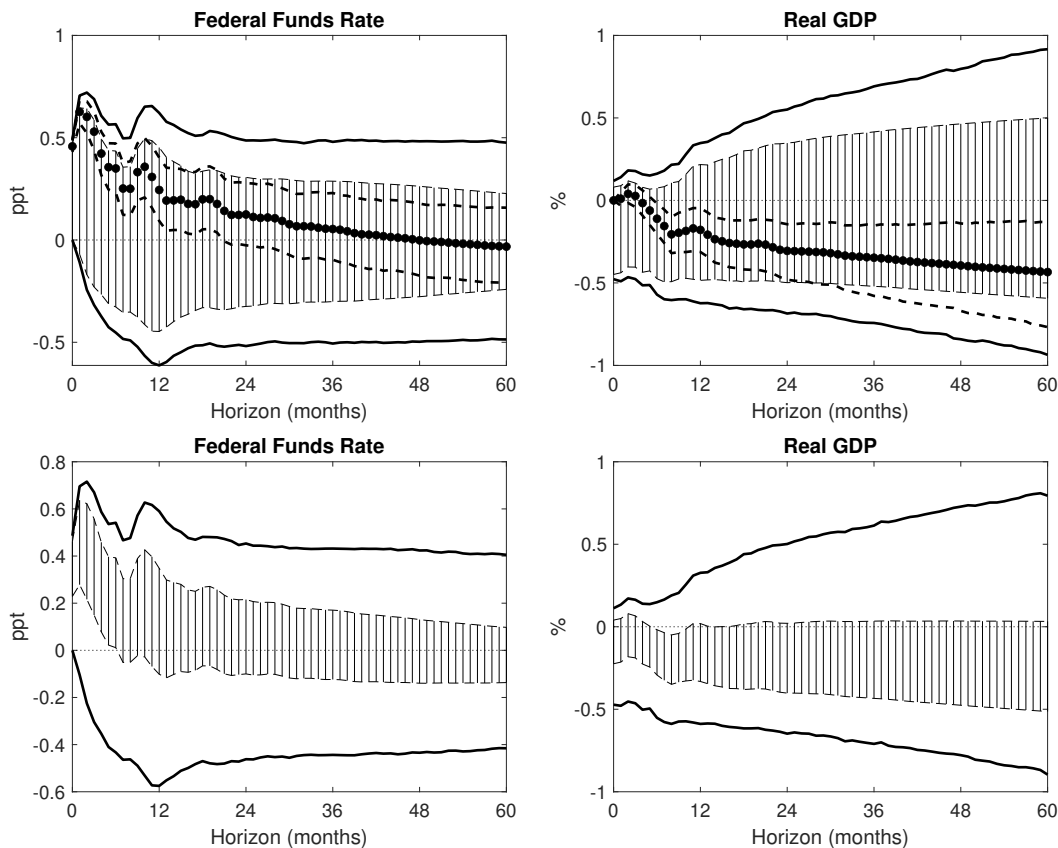 Federal Funds Rate
1
0.5
0
-0.5
ppt
0 12 24 36 48 60
Horizon (months)
Real GDP
1
0.5
0
-0.5
-1
%
0 12 24 36 48 60
Horizon (months)
Federal Funds Rate
0.8
0.6
0.4
0.2
0
-0.2
-0.4
-0.6
ppt
0 12 24 36 48 60
Horizon (months)
Real GDP
1
0.5
0
-0.5
-1
%
0 12 24 36 48 60
Horizon (months)